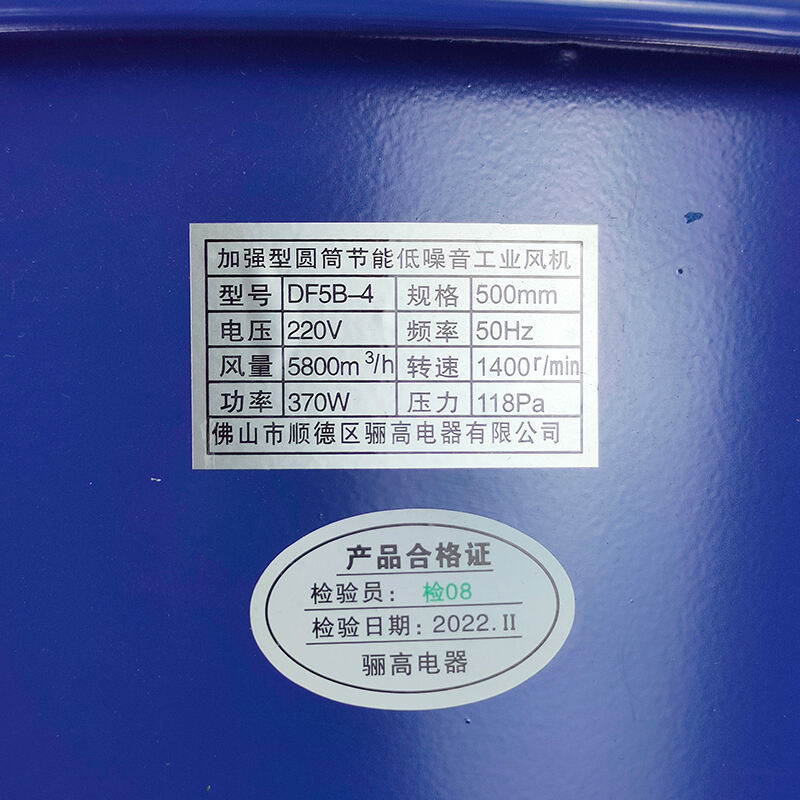 加强型圆筒节能低噪音工业风机
型号 DF5B-4 规格 500mm
电压 220V 频率 50Hz
风量 5800m³/h 转速 1400r/min
功率 370W 压力 118Pa
佛山市顺德区骊高电器有限公司
产品合格证
检验员: 检08
检验日期: 2022.II
骊高电器